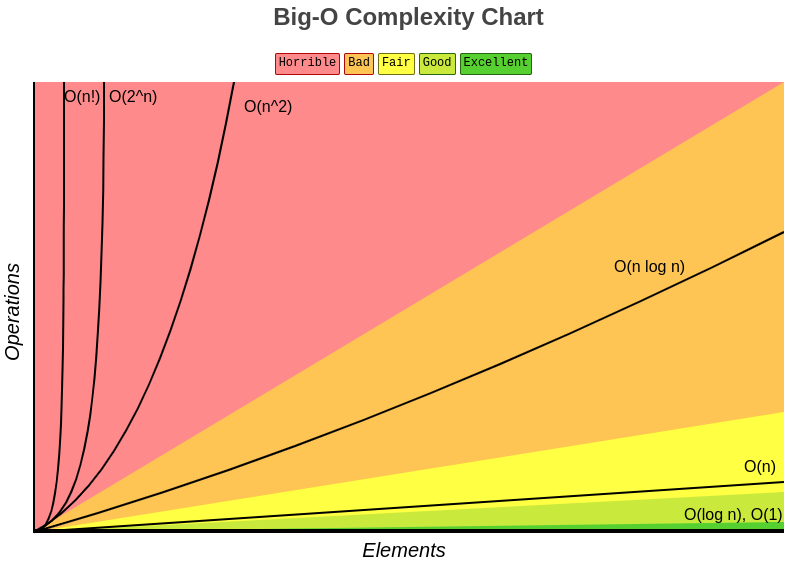 Big-O Complexity Chart
Horrible Bad Fair Good Excellent
O(n!) O(2^n)
O(n^2)
O(n log n)
O(n)
O(log n), O(1)
Operations
Elements